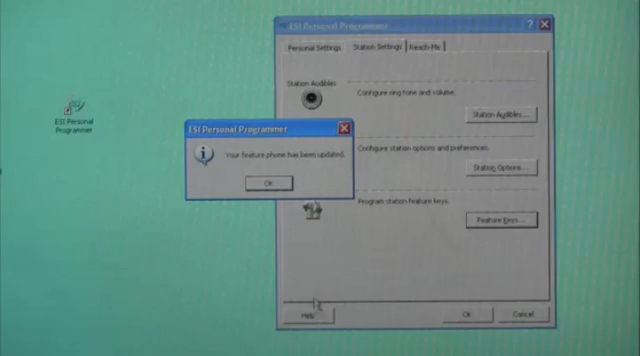 ESI Personal Programmer
Personal Settings
Station Settings
Reach-Me
Station Audibles
Configure ring tone and volume.
Station Audibles...
ESI Personal
Programmer
ESI Personal Programmer
Your feature phone has been updated.
OK
Configure station options and preferences.
Station Options...
Program station feature keys.
Feature Keys...
Help
OK
Cancel